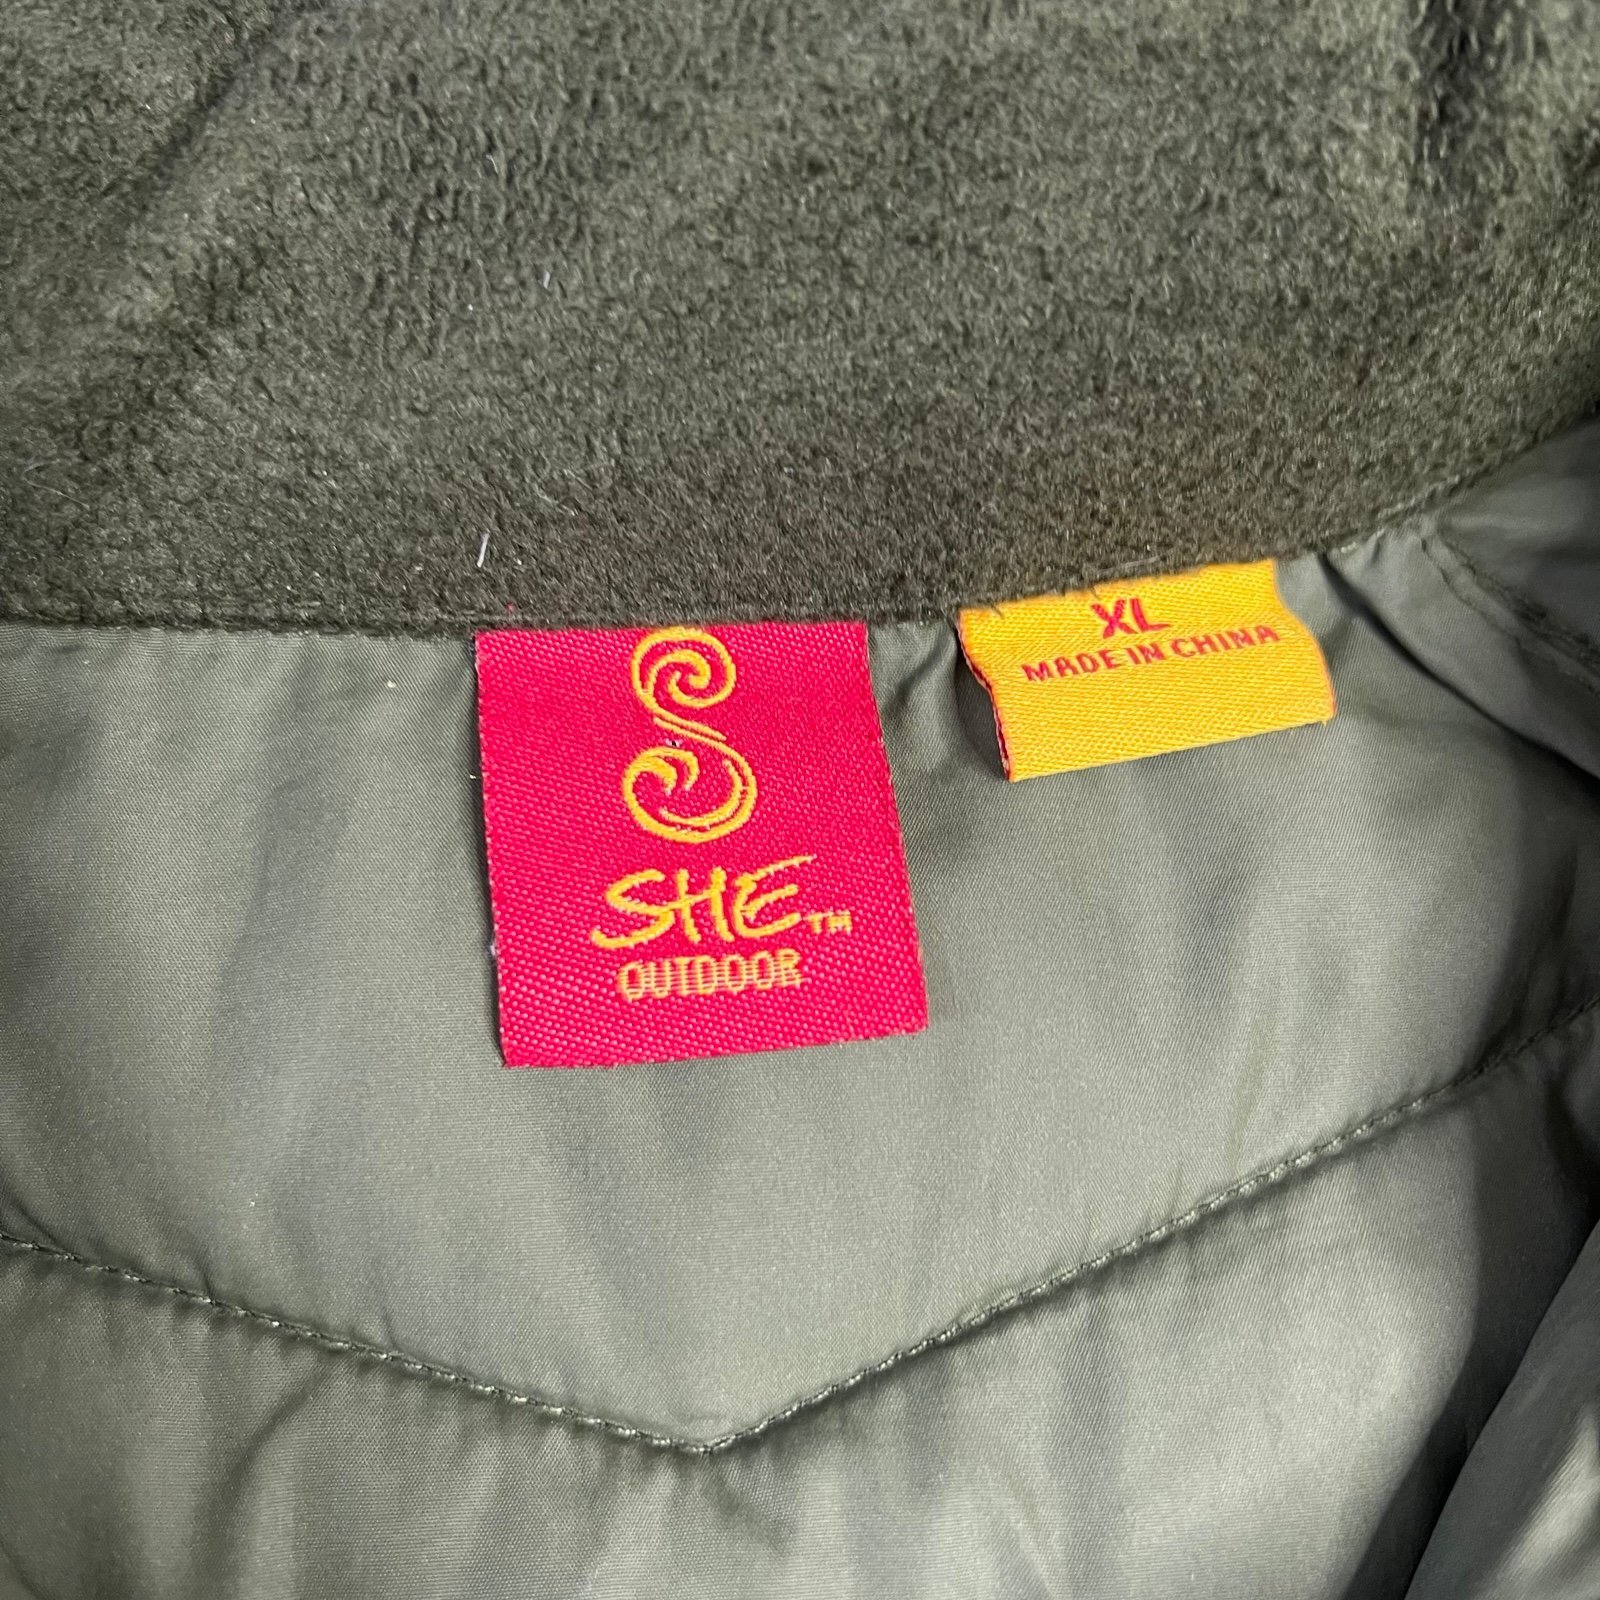 SHE™
OUTDOOR
XL
MADE IN CHINA